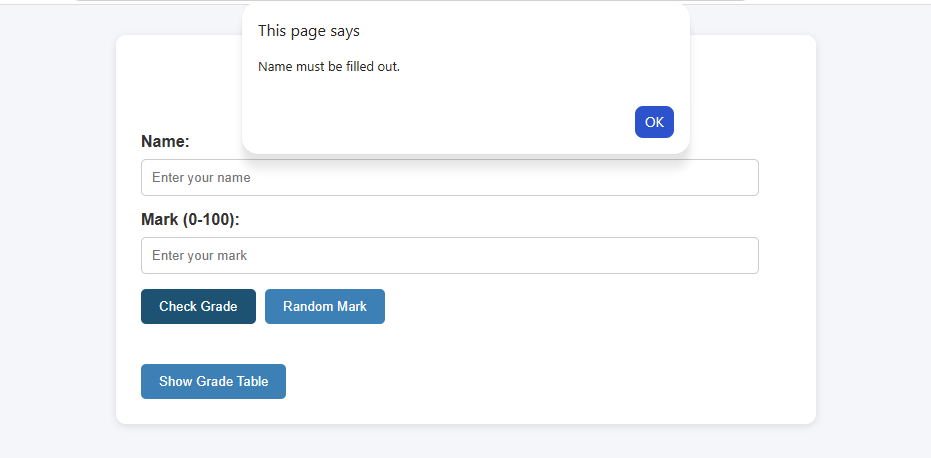 This page says
Name must be filled out.
OK
Name:
Enter your name
Mark (0-100):
Enter your mark
Check Grade
Random Mark
Show Grade Table